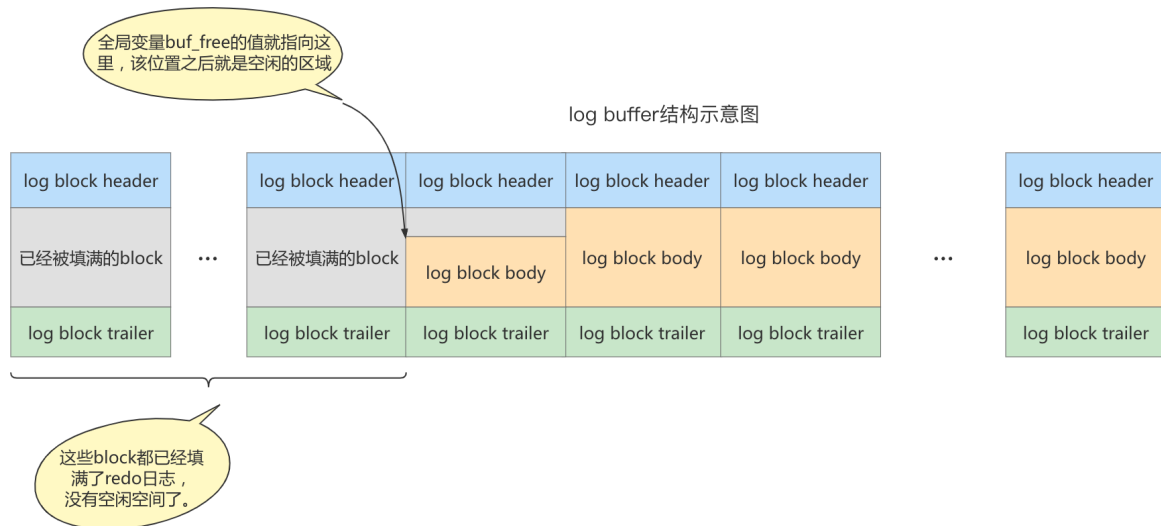 全局变量buf_free的值就指向这
里，该位置之后就是空闲的区域
log buffer结构示意图
log block header
log block header
log block header
log block header
log block header
log block header
已经被填满的block
...
已经被填满的block
log block body
log block body
log block body
...
log block body
log block trailer
log block trailer
log block trailer
log block trailer
log block trailer
log block trailer
这些block都已经填
满了redo日志，
没有空闲空间了。